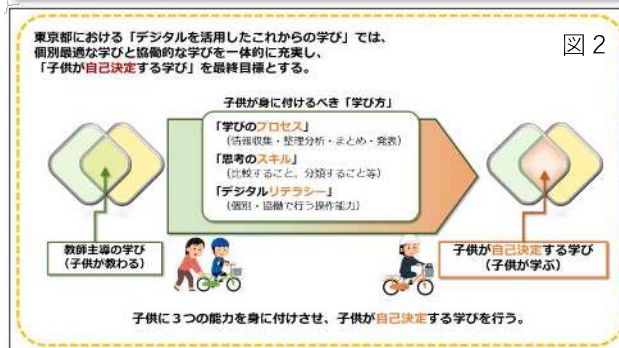 東京都における「デジタルを活用したこれからの学び」では、
個別最適な学びと協働的な学びを一体的に充実し、
「子供が自己決定する学び」を最終目標とする。
図2
子供が身に付けるべき「学び方」
「学びのプロセス」
(情報収集・整理分析・まとめ・発表)
「思考のスキル」
(比較すること、分類すること等)
「デジタルリテラシー」
(個別・協働で行う操作能力)
教師主導の学び
(子供が教わる)
子供が自己決定する学び
(子供が学ぶ)
子供に3つの能力を身に付けさせ、子供が自己決定する学びを行う。